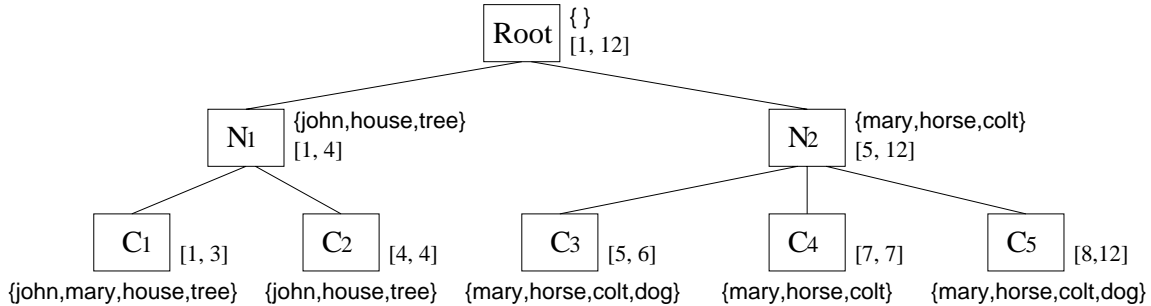 Root
{ }
[1, 12]
N1
{john,house,tree}
[1, 4]
N2
{mary,horse,colt}
[5, 12]
C1
[1, 3]
C2
[4, 4]
C3
[5, 6]
C4
[7, 7]
C5
[8,12]
{john,mary,house,tree}
{john,house,tree}
{mary,horse,colt,dog}
{mary,horse,colt}
{mary,horse,colt,dog}